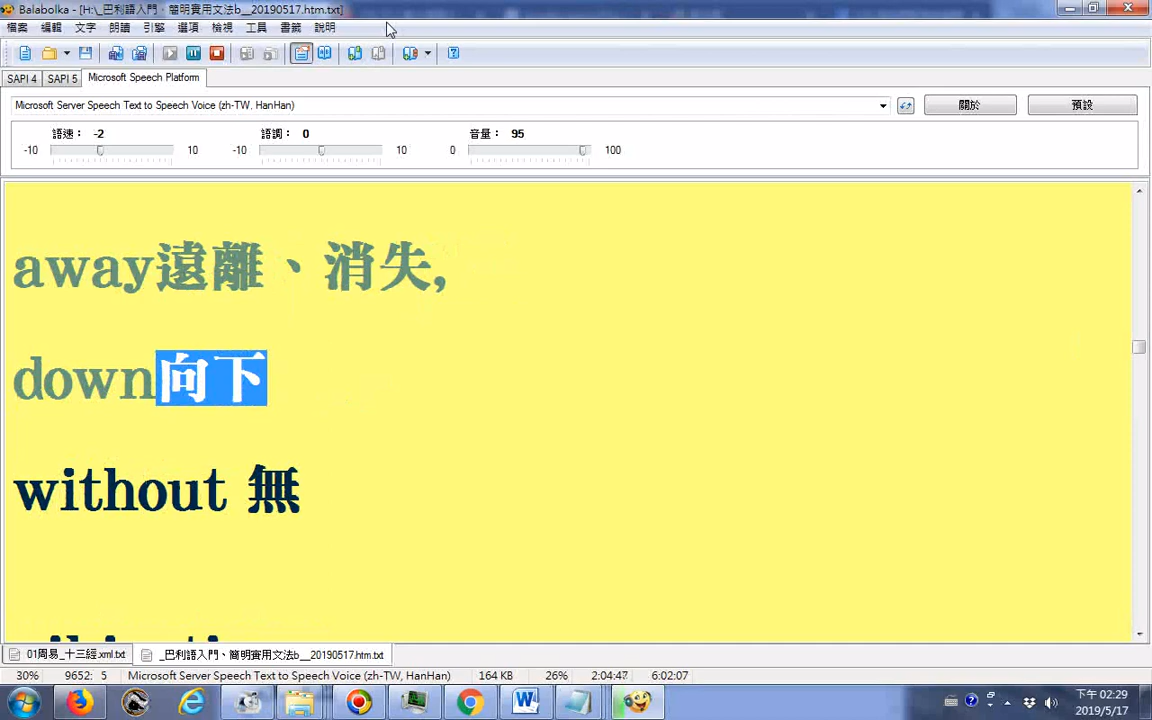 Balabolka - [H:\_巴利語入門、簡明實用文法b__20190517.htm.txt]
檔案 編輯 文字 朗讀 引擎 選項 檢視 工具 書籤 說明
SAPI 4 SAPI 5 Microsoft Speech Platform
Microsoft Server Speech Text to Speech Voice (zh-TW, HanHan) 關於 預設
語速： -2 語調： 0 音量： 95
-10 10 -10 10 0 100
away遠離、消失,
down向下
without 無
01周易_十三經.xml.txt _巴利語入門、簡明實用文法b__20190517.htm.txt
30% 9652: 5 Microsoft Server Speech Text to Speech Voice (zh-TW, HanHan) 164 KB 26% 2:04:47 6:02:07
下午 02:29
2019/5/17